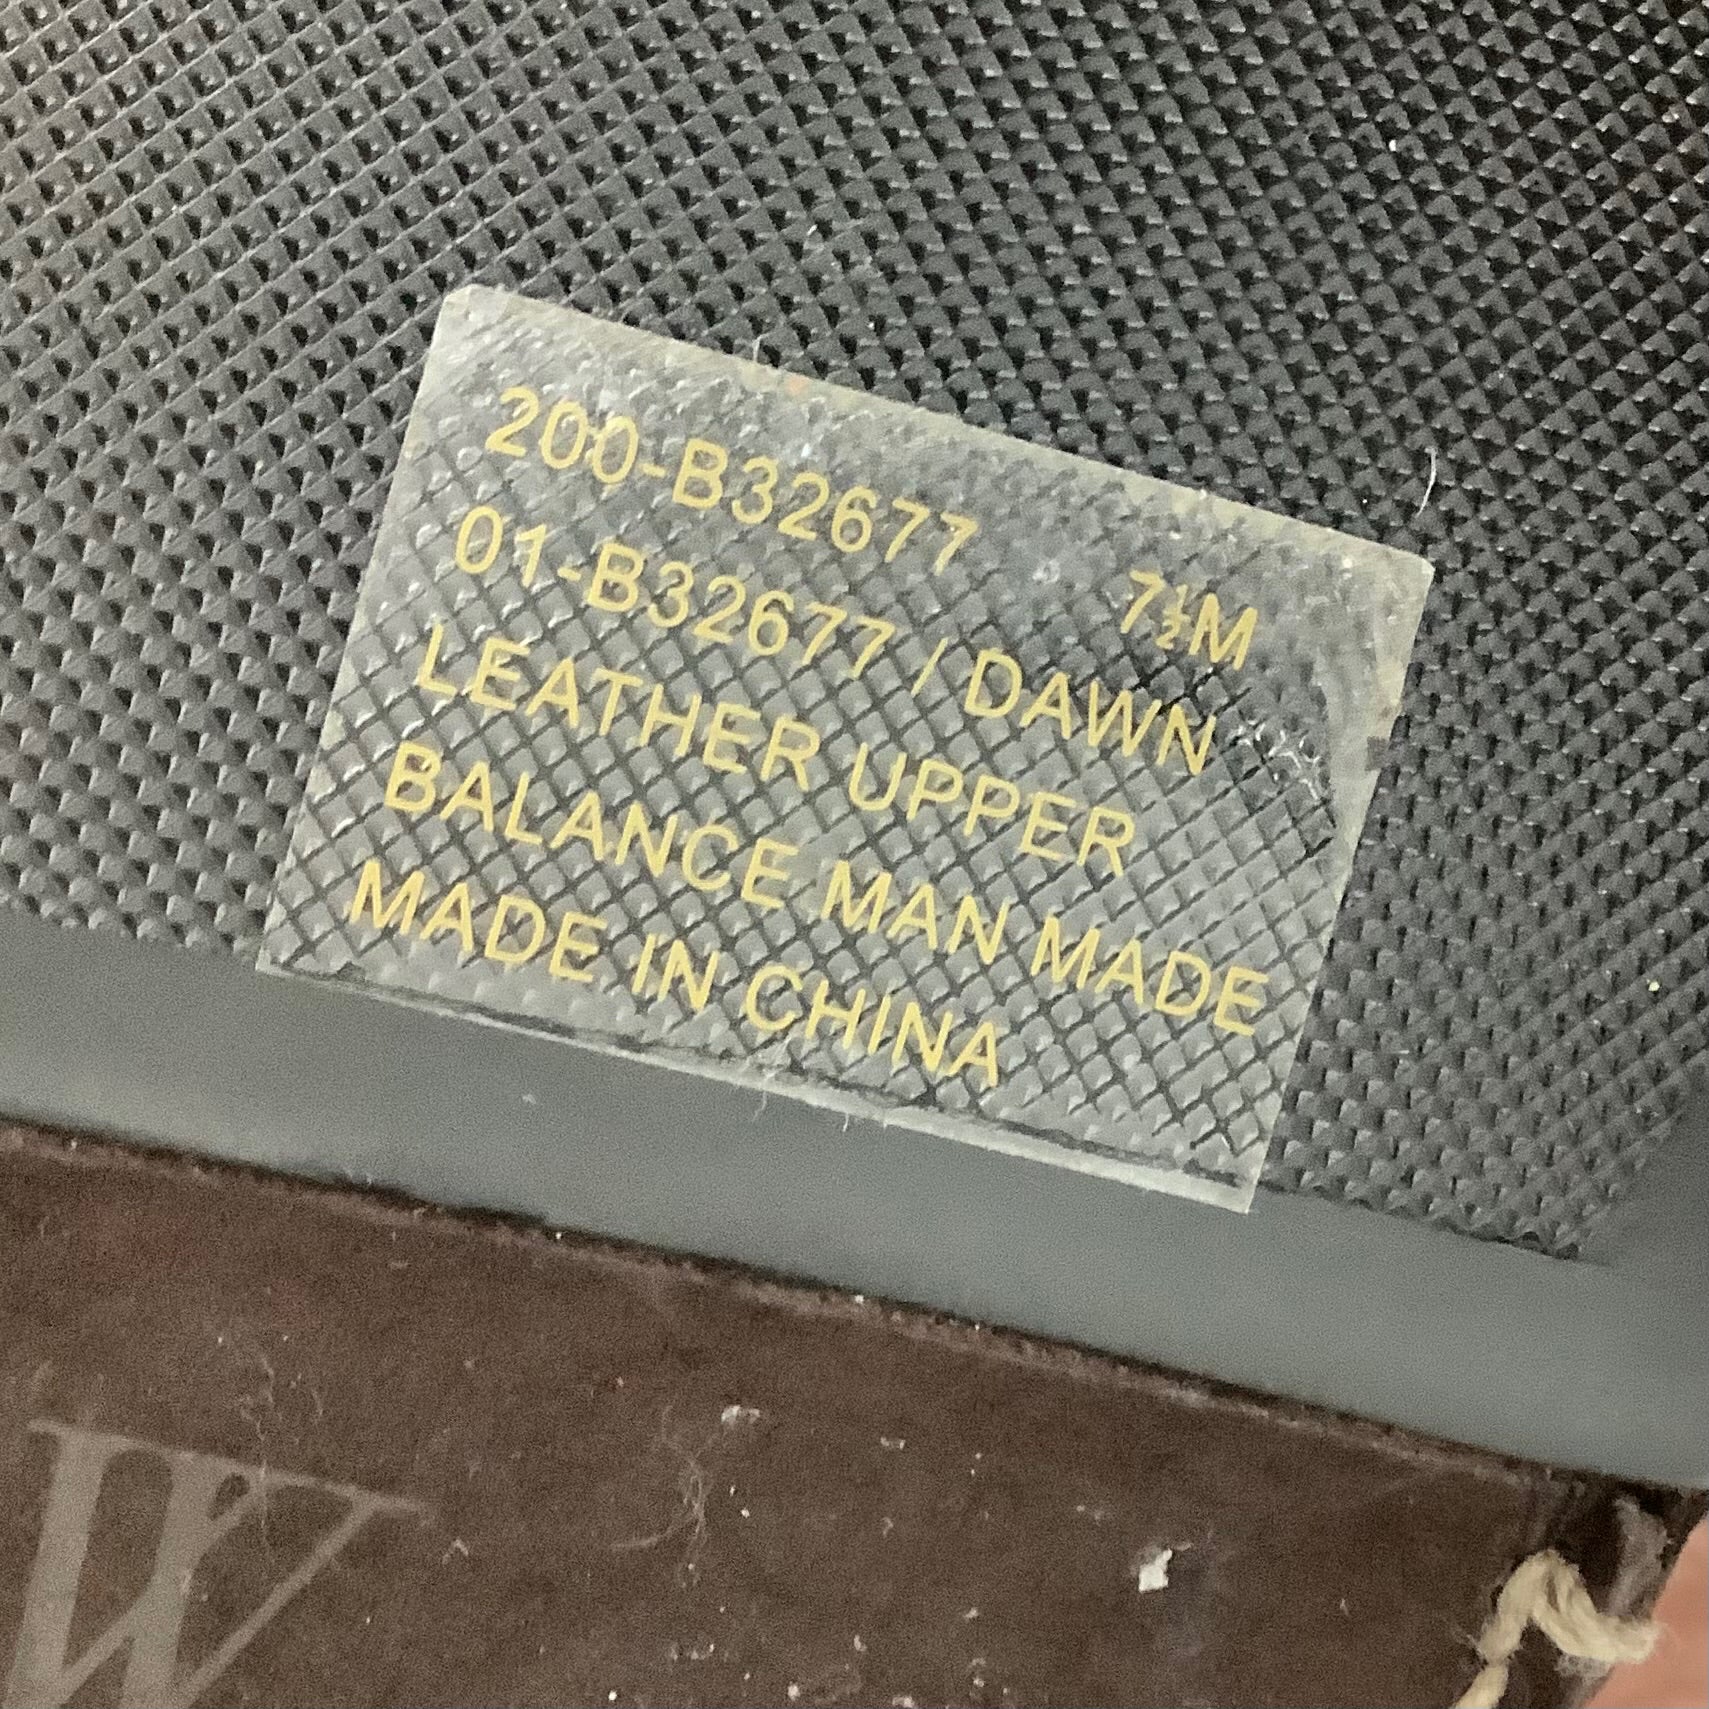 200-B32677 7½M
01-B32677 / DAWN
LEATHER UPPER
BALANCE MAN MADE
MADE IN CHINA
W